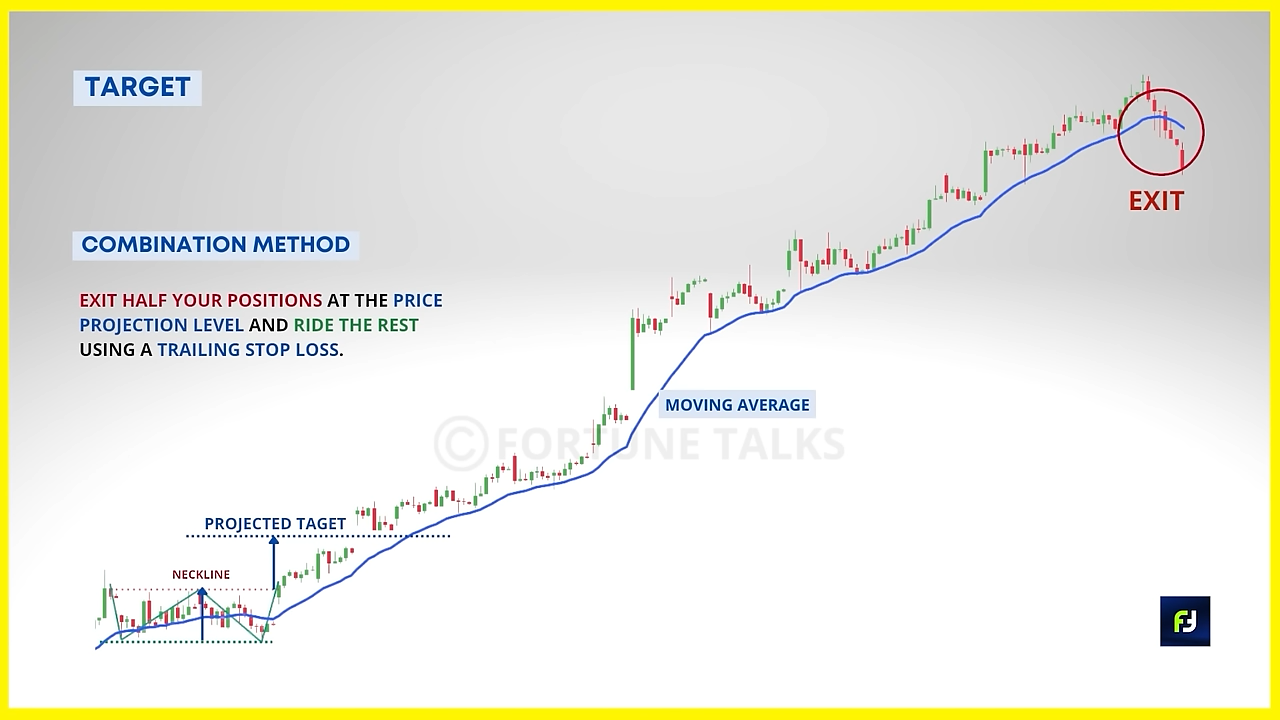 TARGET
COMBINATION METHOD
EXIT HALF YOUR POSITIONS AT THE PRICE
PROJECTION LEVEL AND RIDE THE REST
USING A TRAILING STOP LOSS.
EXIT
MOVING AVERAGE
© FORTUNE TALKS
PROJECTED TAGET
NECKLINE